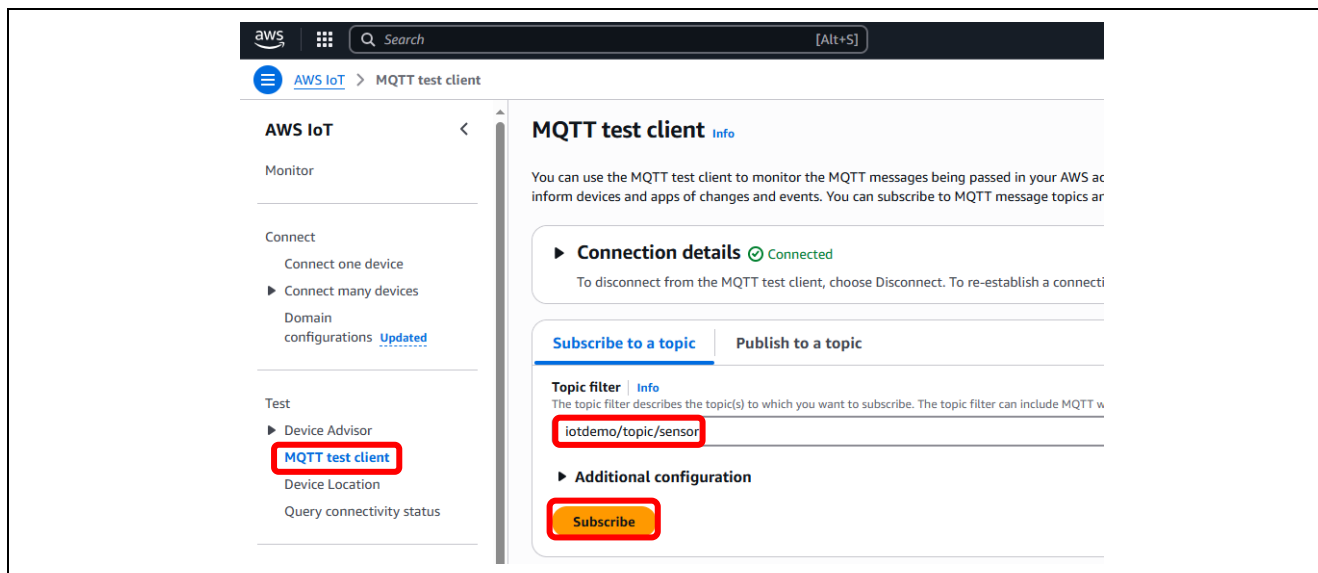 aws
Search [Alt+S]
AWS IoT > MQTT test client
AWS IoT
Monitor
Connect
Connect one device
Connect many devices
Domain
configurations Updated
Test
Device Advisor
MQTT test client
Device Location
Query connectivity status
MQTT test client Info
You can use the MQTT test client to monitor the MQTT messages being passed in your AWS
inform devices and apps of changes and events. You can subscribe to MQTT message topics
Connection details Connected
To disconnect from the MQTT test client, choose Disconnect. To re-establish a
Subscribe to a topic Publish to a topic
Topic filter Info
The topic filter describes the topic(s) to which you want to subscribe. The topic filter can include MQTT
iotdemo/topic/sensor
Additional configuration
Subscribe